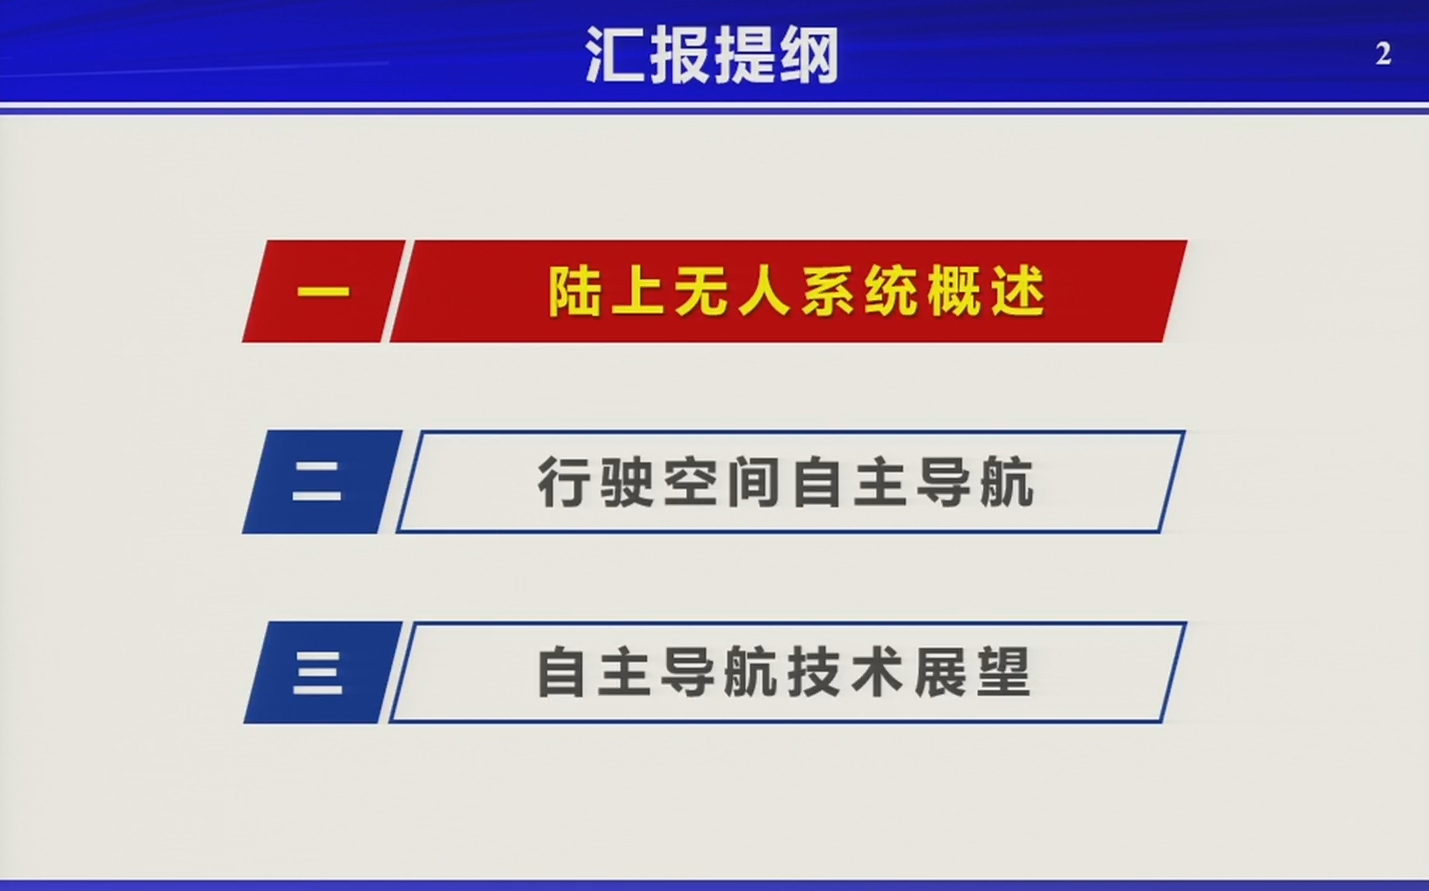 汇报提纲
2
一 陆上无人系统概述
二 行驶空间自主导航
三 自主导航技术展望